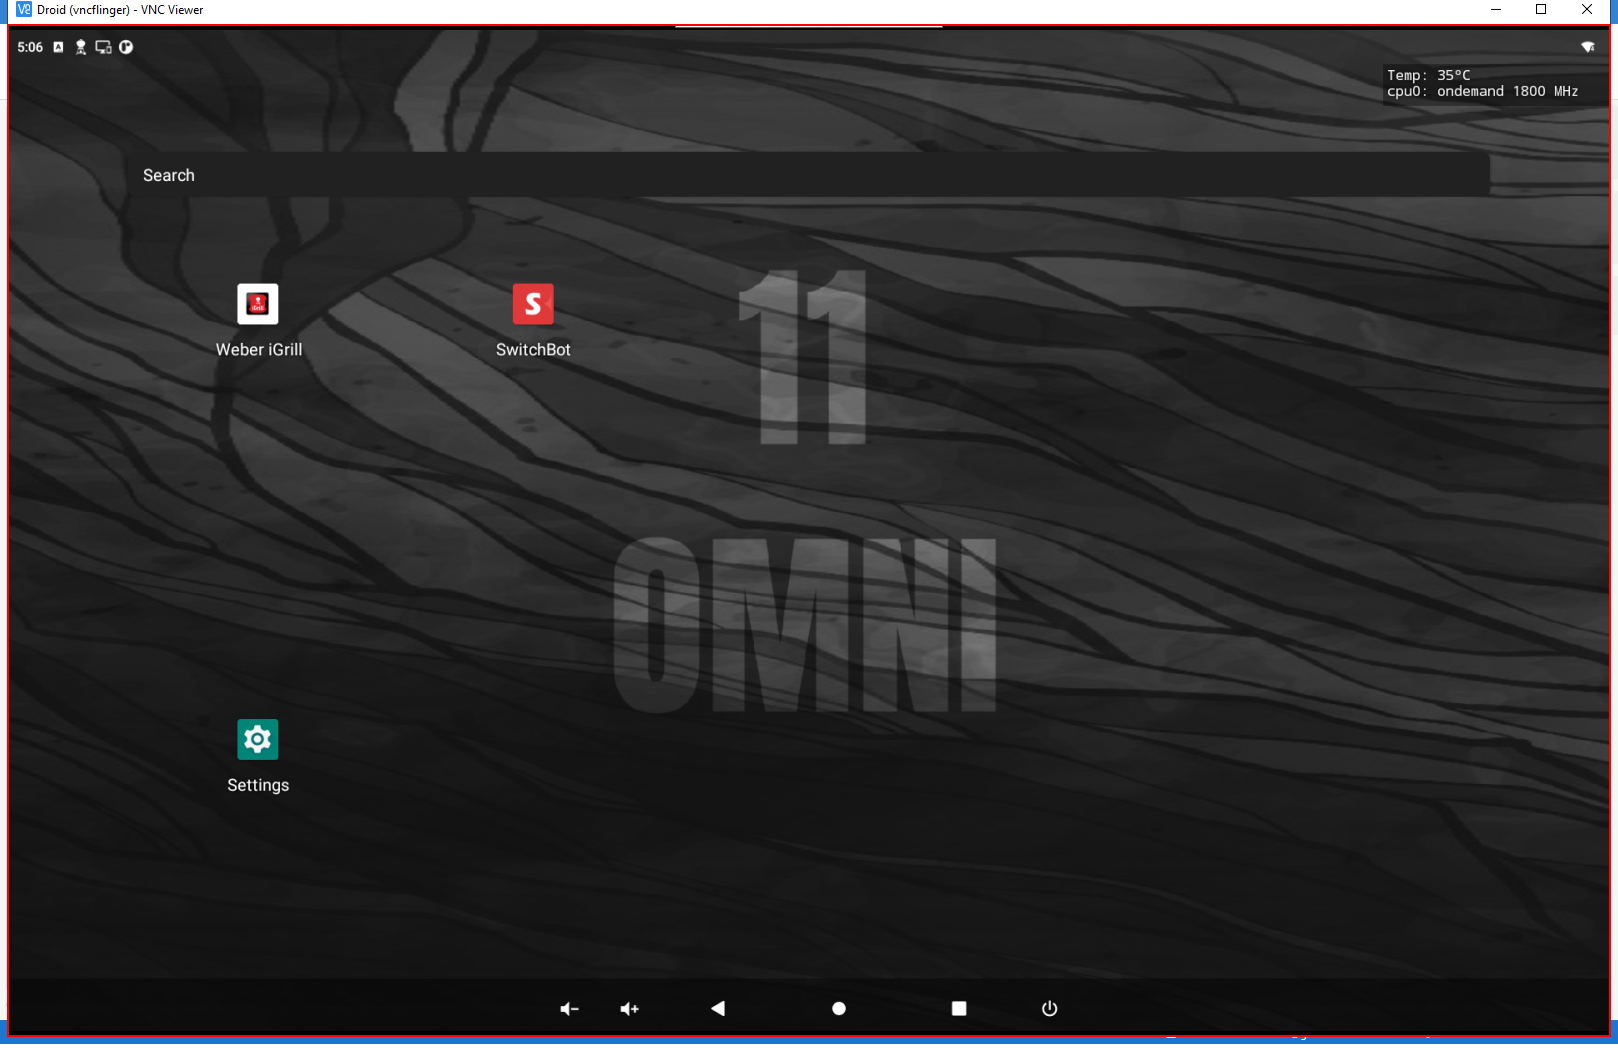 Droid (vncflinger) - VNC Viewer
5:06
Temp: 35°C
cpu0: ondemand 1800 MHz
Search
11
Weber iGrill
SwitchBot
OMNI
Settings